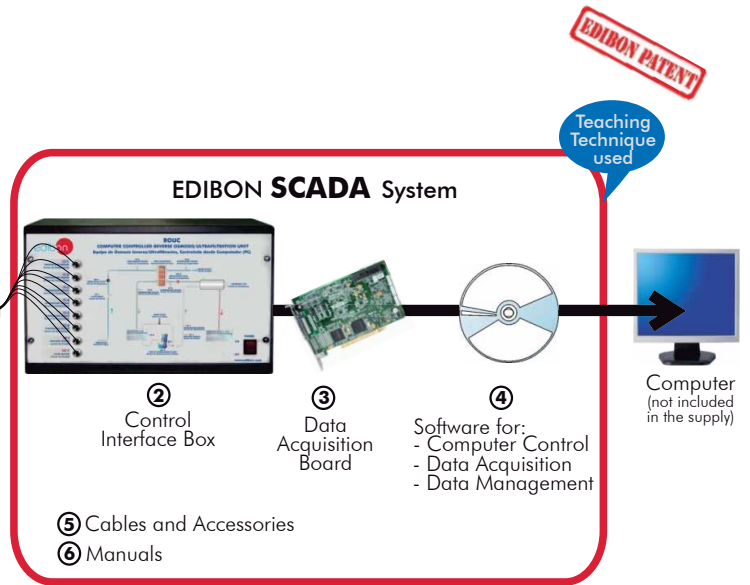 EDIBON PATENT
Teaching
Technique
used
EDIBON SCADA System
edibon
ROUC
COMPUTER CONTROLLED REVERSE OSMOSIS/ULTRAFILTRATION UNIT
Equipo de Osmosis Inversa/Ultrafiltración, Controlado desde Computador (PC)
2
Control
Interface Box
3
Data
Acquisition
Board
4
Software for:
- Computer Control
- Data Acquisition
- Data Management
Computer
(not included
in the supply)
5 Cables and Accessories
6 Manuals